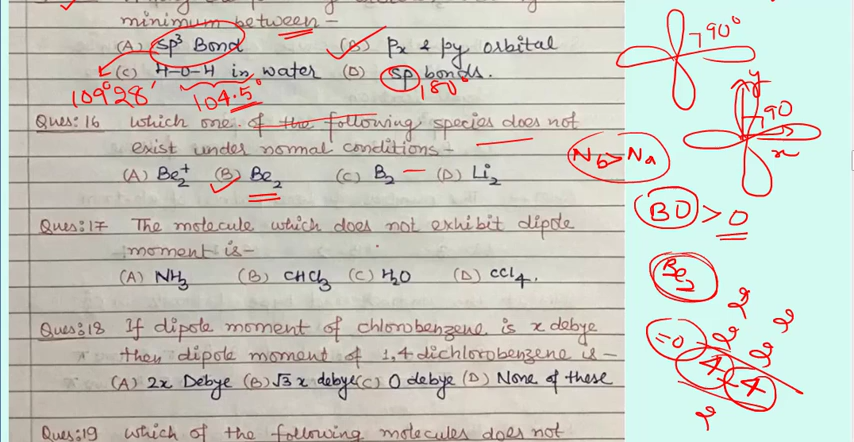 minimum between -
(A) sp³ Bond (B) px & py orbital
(C) H-O-H in water (D) sp bonds.
109°28' 104.5° 180°
Ques:16 which one of the following species does not
exist under normal conditions -
(A) Be₂⁺ (B) Be₂ (C) B₂ (D) Li₂
Ques:17 The molecule which does not exhibit dipole
moment is-
(A) NH₃ (B) CHCl₃ (C) H₂O (D) CCl₄.
Ques:18 If dipole moment of chlorobenzene is x debye
then dipole moment of 1,4 dichlorobenzene is-
(A) 2x Debye (B) √3 x debye (C) 0 debye (D) None of these
Ques:19 which of the following molecules does not
90°
y
90
x
Nb>Na
BO > 0
Be₂
=0
4-4